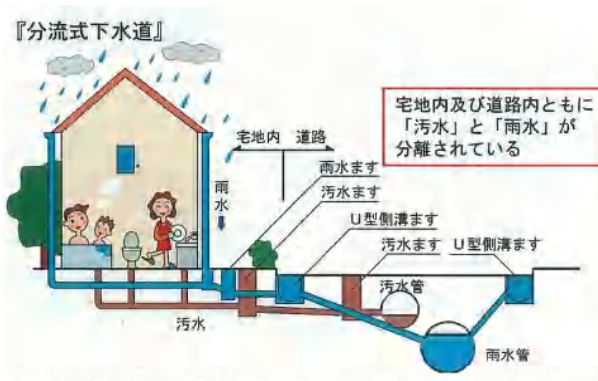 『分流式下水道』
宅地内及び道路内ともに
「汚水」と「雨水」が
分離されている
宅地内 道路
雨水
雨水ます
汚水ます
U型側溝ます
汚水ます
U型側溝ます
汚水管
汚水
雨水管